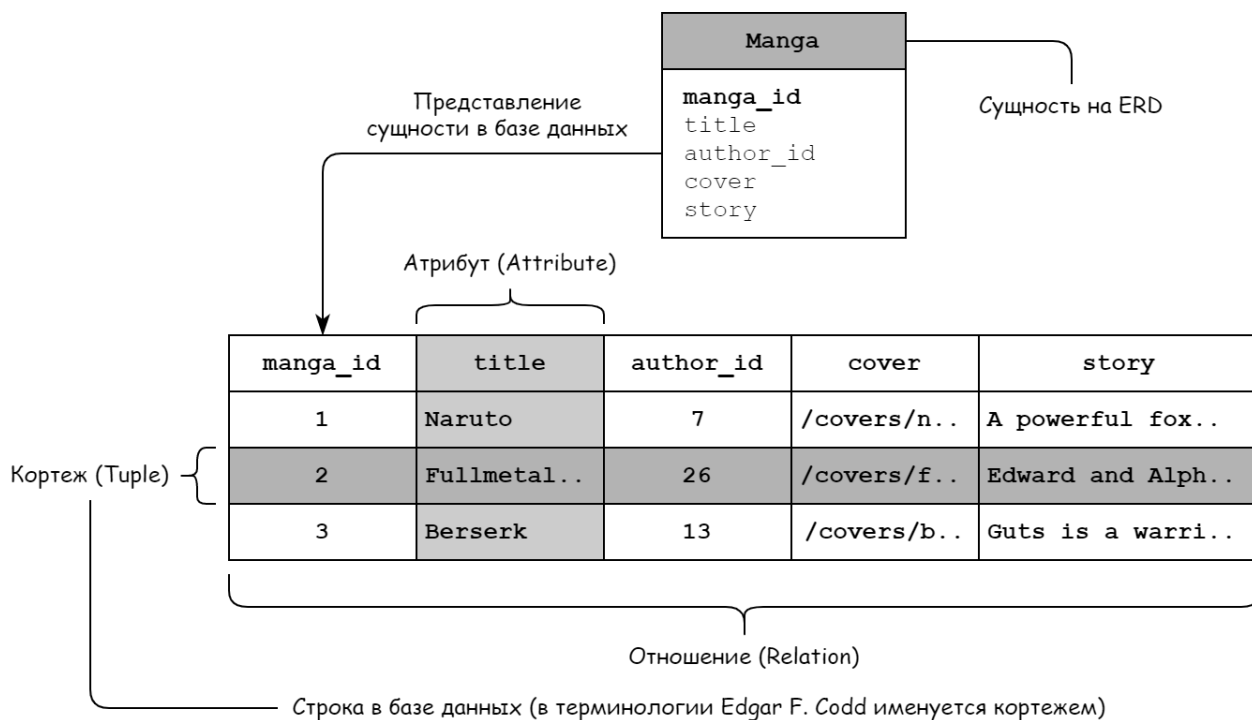 Manga
manga_id
title
author_id
cover
story
Сущность на ERD
Представление
сущности в базе данных
Атрибут (Attribute)
manga_id title author_id cover story
1 Naruto 7 /covers/n.. A powerful fox..
2 Fullmetal.. 26 /covers/f.. Edward and Alph..
3 Berserk 13 /covers/b.. Guts is a warri..
Кортеж (Tuple)
Отношение (Relation)
Строка в базе данных (в терминологии Edgar F. Codd именуется кортежем)